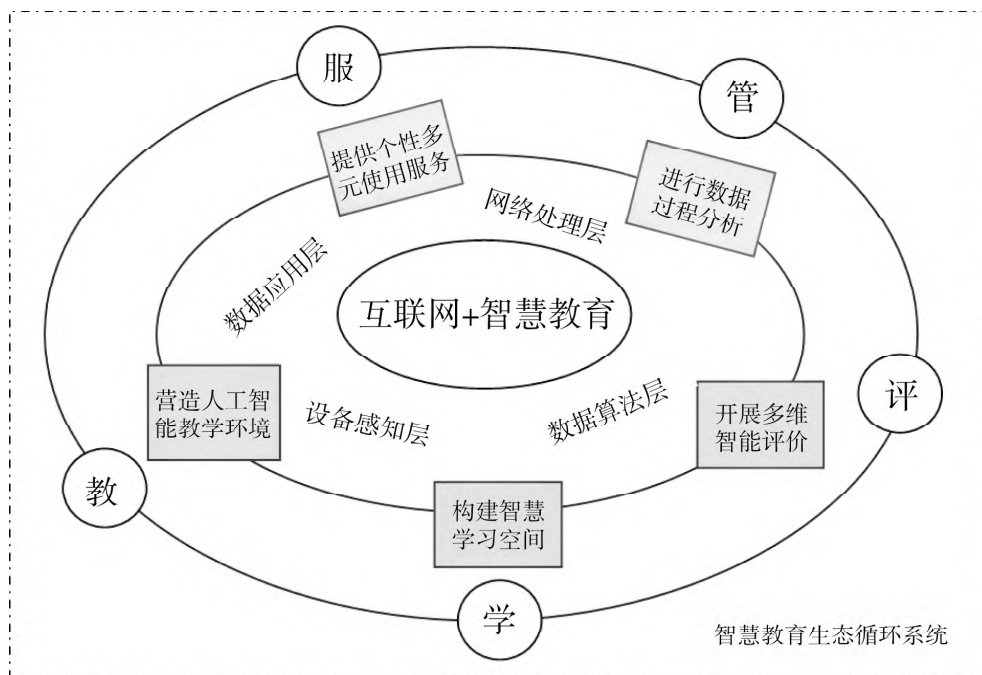 服
管
提供个性多
元使用服务
进行数据
过程分析
网络处理层
数据应用层
互联网+智慧教育
营造人工智
能教学环境
设备感知层
数据算法层
开展多维
智能评价
评
教
构建智慧
学习空间
学
智慧教育生态循环系统